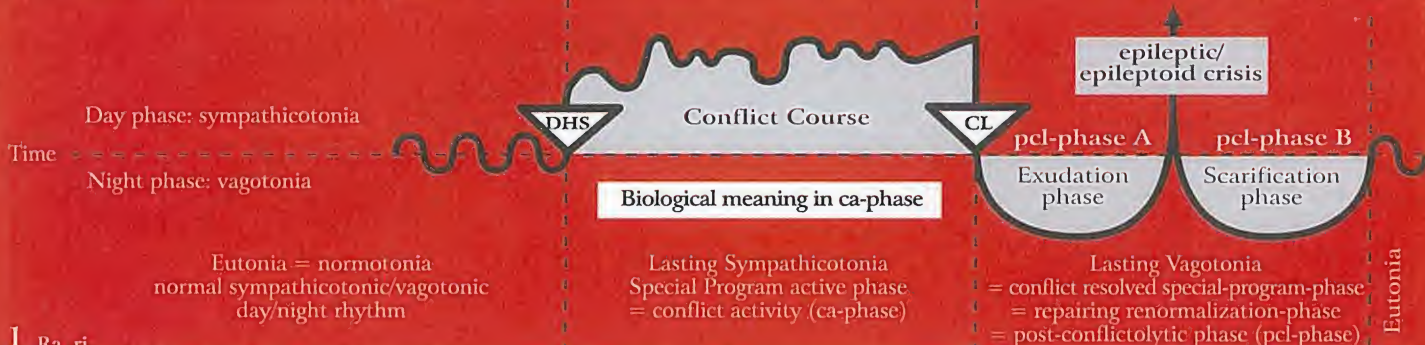 epileptic/
epileptoid crisis
Day phase: sympathicotonia
DHS
Conflict Course
CL
pcl-phase A
pcl-phase B
Time
Night phase: vagotonia
Exudation
phase
Scarification
phase
Biological meaning in ca-phase
Eutonia = normotonia
normal sympathicotonic/vagotonic
day/night rhythm
Lasting Sympathicotonia
Special Program active phase
= conflict activity (ca-phase)
Lasting Vagotonia
= conflict resolved special-program-phase
= repairing renormalization-phase
= post-conflictolytic phase (pcl-phase)
Eutonia